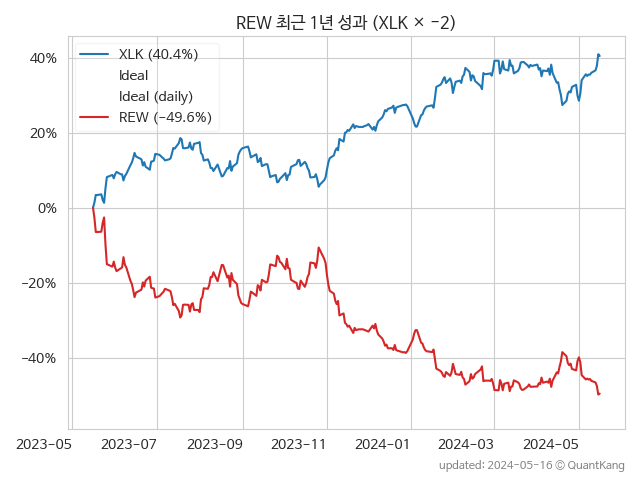 REW 최근 1년 성과 (XLK × −2)
XLK (40.4%)
Ideal
Ideal (daily)
REW (−49.6%)
40%
20%
0%
−20%
−40%
2023−05 2023−07 2023−09 2023−11 2024−01 2024−03 2024−05
updated: 2024-05-16 © QuantKang